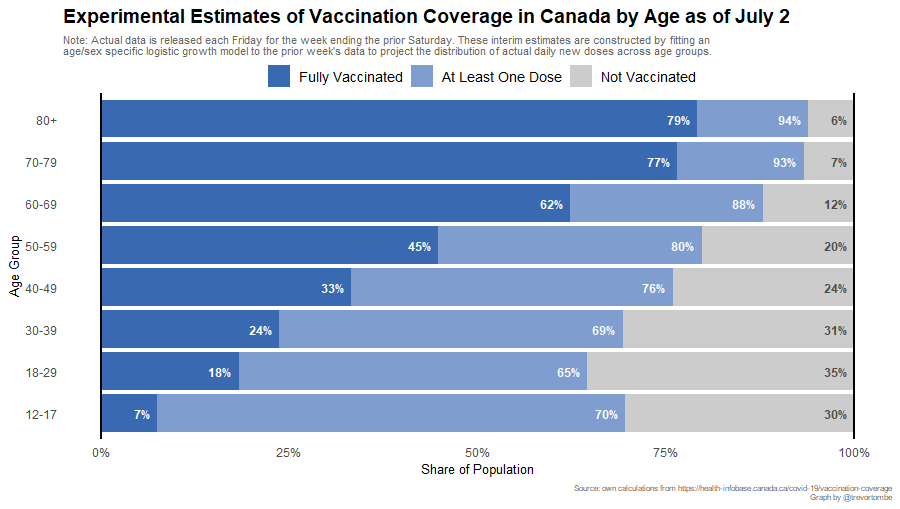 Experimental Estimates of Vaccination Coverage in Canada by Age as of July 2
Note: Actual data is released each Friday for the week ending the prior Saturday. These interim estimates are constructed by fitting an
age/sex specific logistic growth model to the prior week's data to project the distribution of actual daily new doses across age groups.
Fully Vaccinated At Least One Dose Not Vaccinated
Age Group
80+ 79% 94% 6%
70-79 77% 93% 7%
60-69 62% 88% 12%
50-59 45% 80% 20%
40-49 33% 76% 24%
30-39 24% 69% 31%
18-29 18% 65% 35%
12-17 7% 70% 30%
0% 25% 50% 75% 100%
Share of Population
Source: own calculations from https://health-infobase.canada.ca/covid-19/vaccination-coverage
Graph by @trevortombe